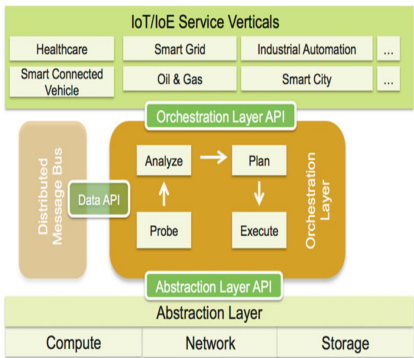 IoT/IoE Service Verticals
Healthcare
Smart Grid
Industrial Automation
...
Smart Connected
Vehicle
Oil & Gas
Smart City
...
Orchestration Layer API
Distributed
Message Bus
Data API
Analyze
Plan
Probe
Execute
Orchestration
Layer
Abstraction Layer API
Abstraction Layer
Compute
Network
Storage